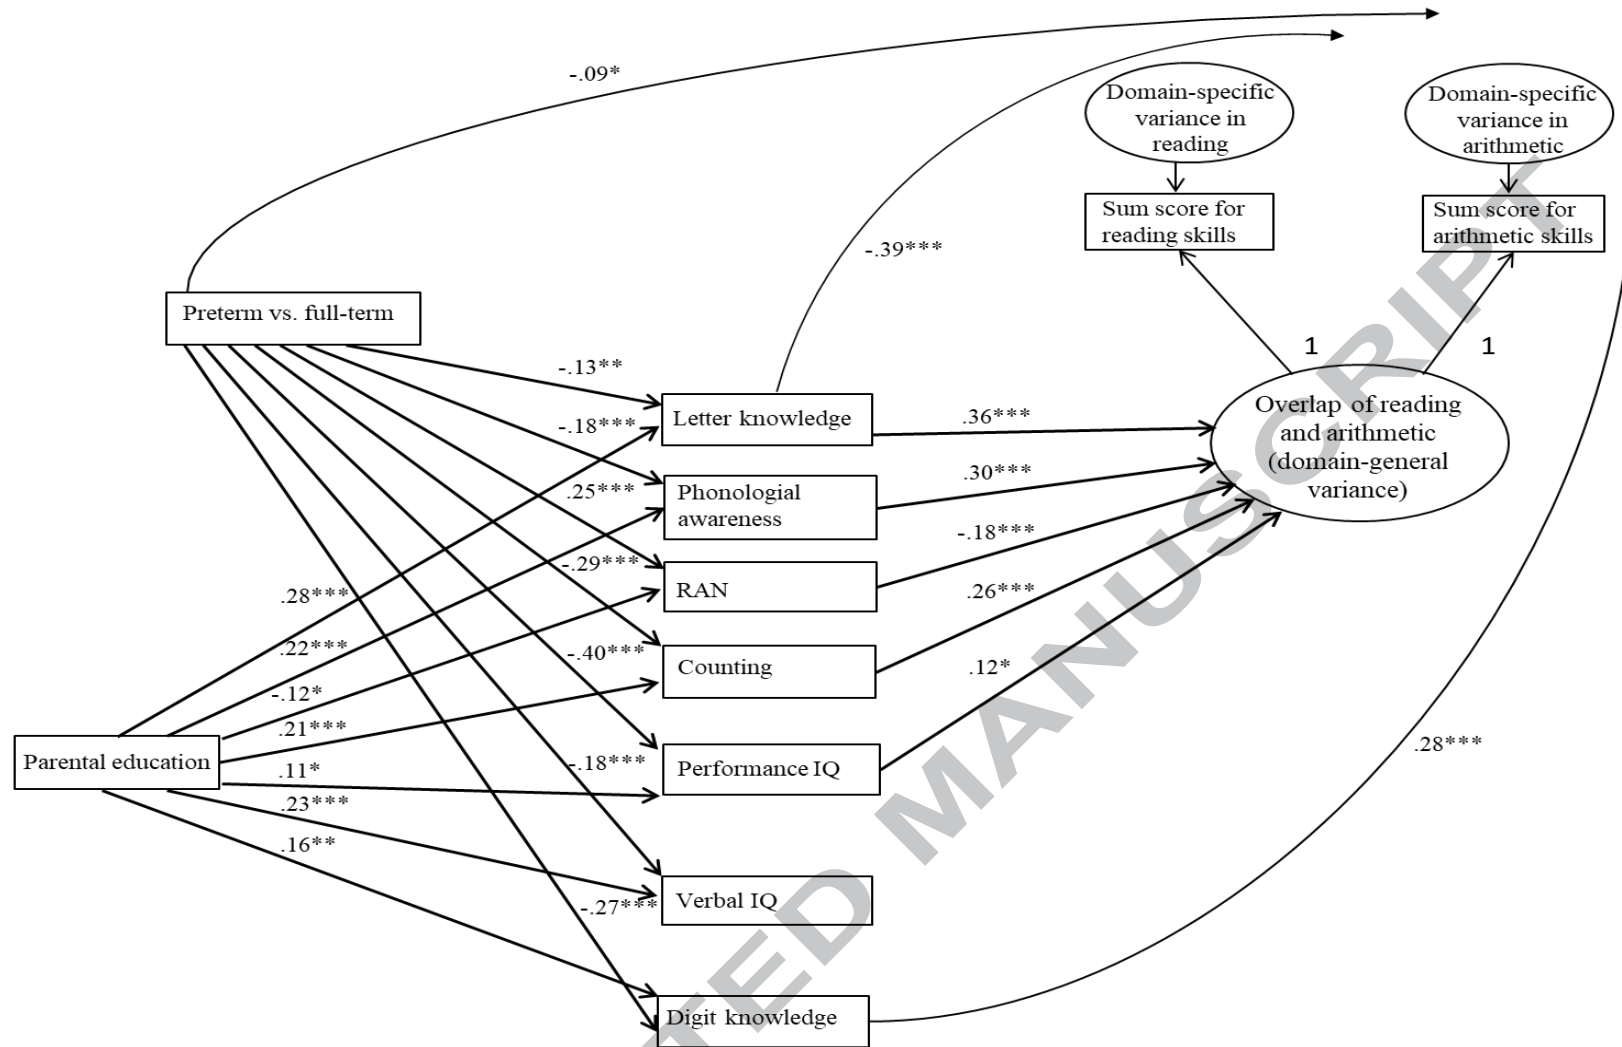 -.09*
Domain-specific
variance in
reading
Domain-specific
variance in
arithmetic
Sum score for
reading skills
Sum score for
arithmetic skills
-.39***
Preterm vs. full-term
1
1
-.13**
Letter knowledge
.36***
Overlap of reading
and arithmetic
(domain-general
variance)
-.18***
.25***
Phonologial
awareness
.30***
-.18***
-.29***
RAN
.26***
.28***
.22***
-.40***
Counting
.12*
-.12*
.21***
Parental education
.11*
-.18***
Performance IQ
.28***
.23***
.16**
Verbal IQ
-.27***
Digit knowledge
TED MANUSCRIPT